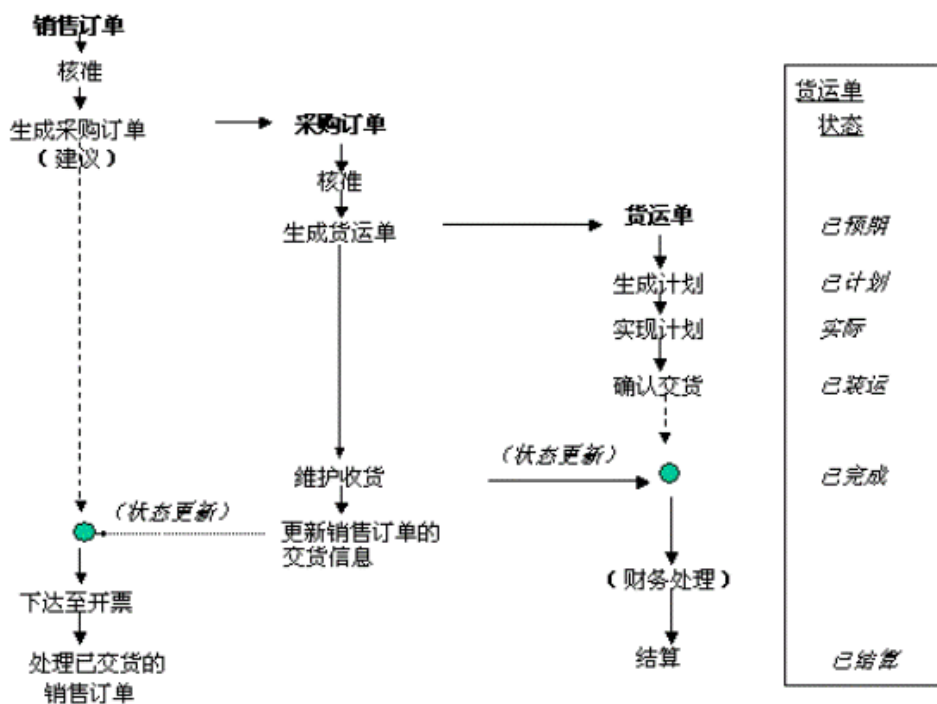 销售订单
核准
生成采购订单
（建议）
采购订单
核准
生成货运单
货运单
生成计划
实现计划
确认交货
（状态更新）
维护收货
（状态更新）
更新销售订单的
交货信息
下达至开票
处理已交货的
销售订单
（财务处理）
结算
货运单
状态
已预期
已计划
实际
已装运
已完成
已结算